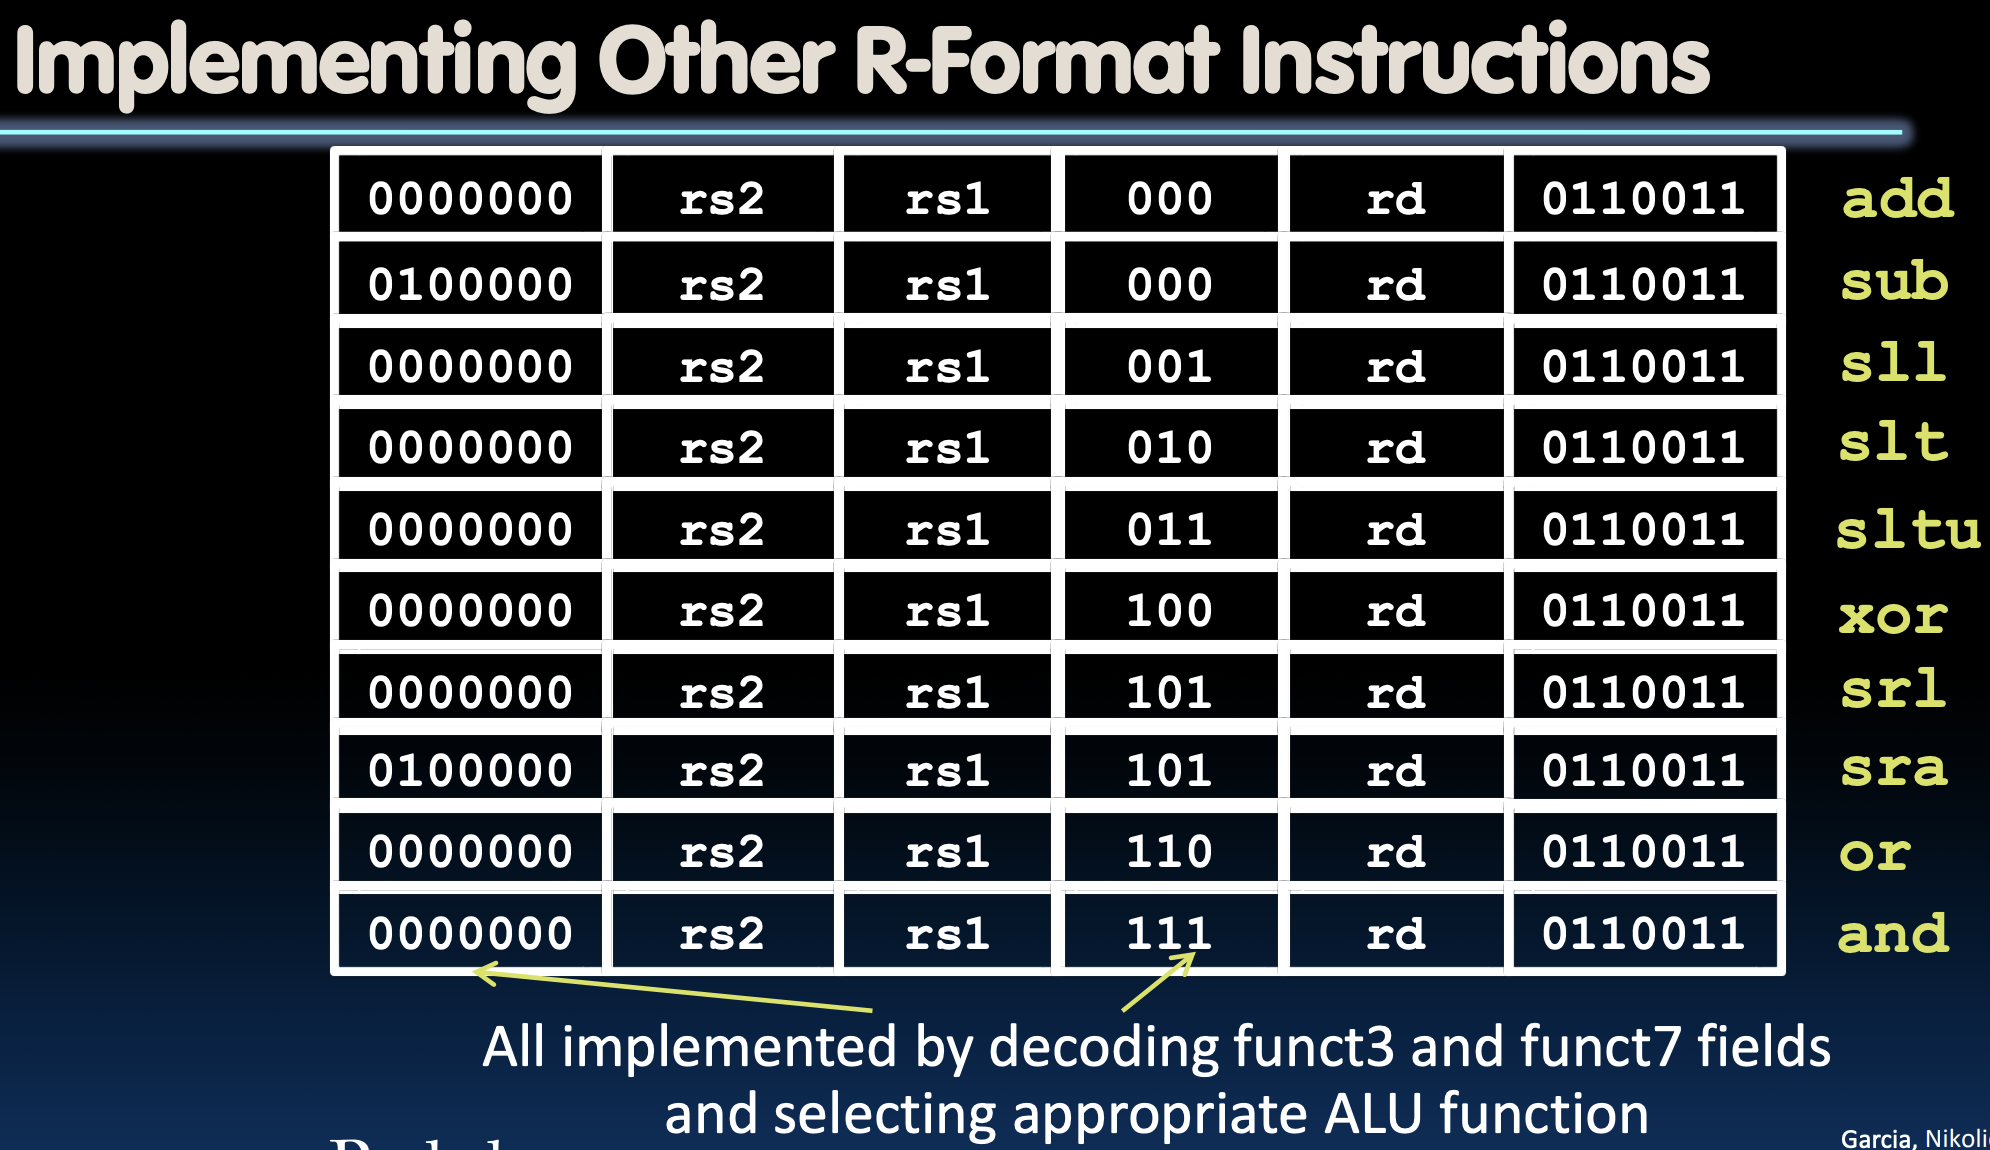 Implementing Other R-Format Instructions
0000000 rs2 rs1 000 rd 0110011 add
0100000 rs2 rs1 000 rd 0110011 sub
0000000 rs2 rs1 001 rd 0110011 sll
0000000 rs2 rs1 010 rd 0110011 slt
0000000 rs2 rs1 011 rd 0110011 sltu
0000000 rs2 rs1 100 rd 0110011 xor
0000000 rs2 rs1 101 rd 0110011 srl
0100000 rs2 rs1 101 rd 0110011 sra
0000000 rs2 rs1 110 rd 0110011 or
0000000 rs2 rs1 111 rd 0110011 and
All implemented by decoding funct3 and funct7 fields
and selecting appropriate ALU function
Garcia,